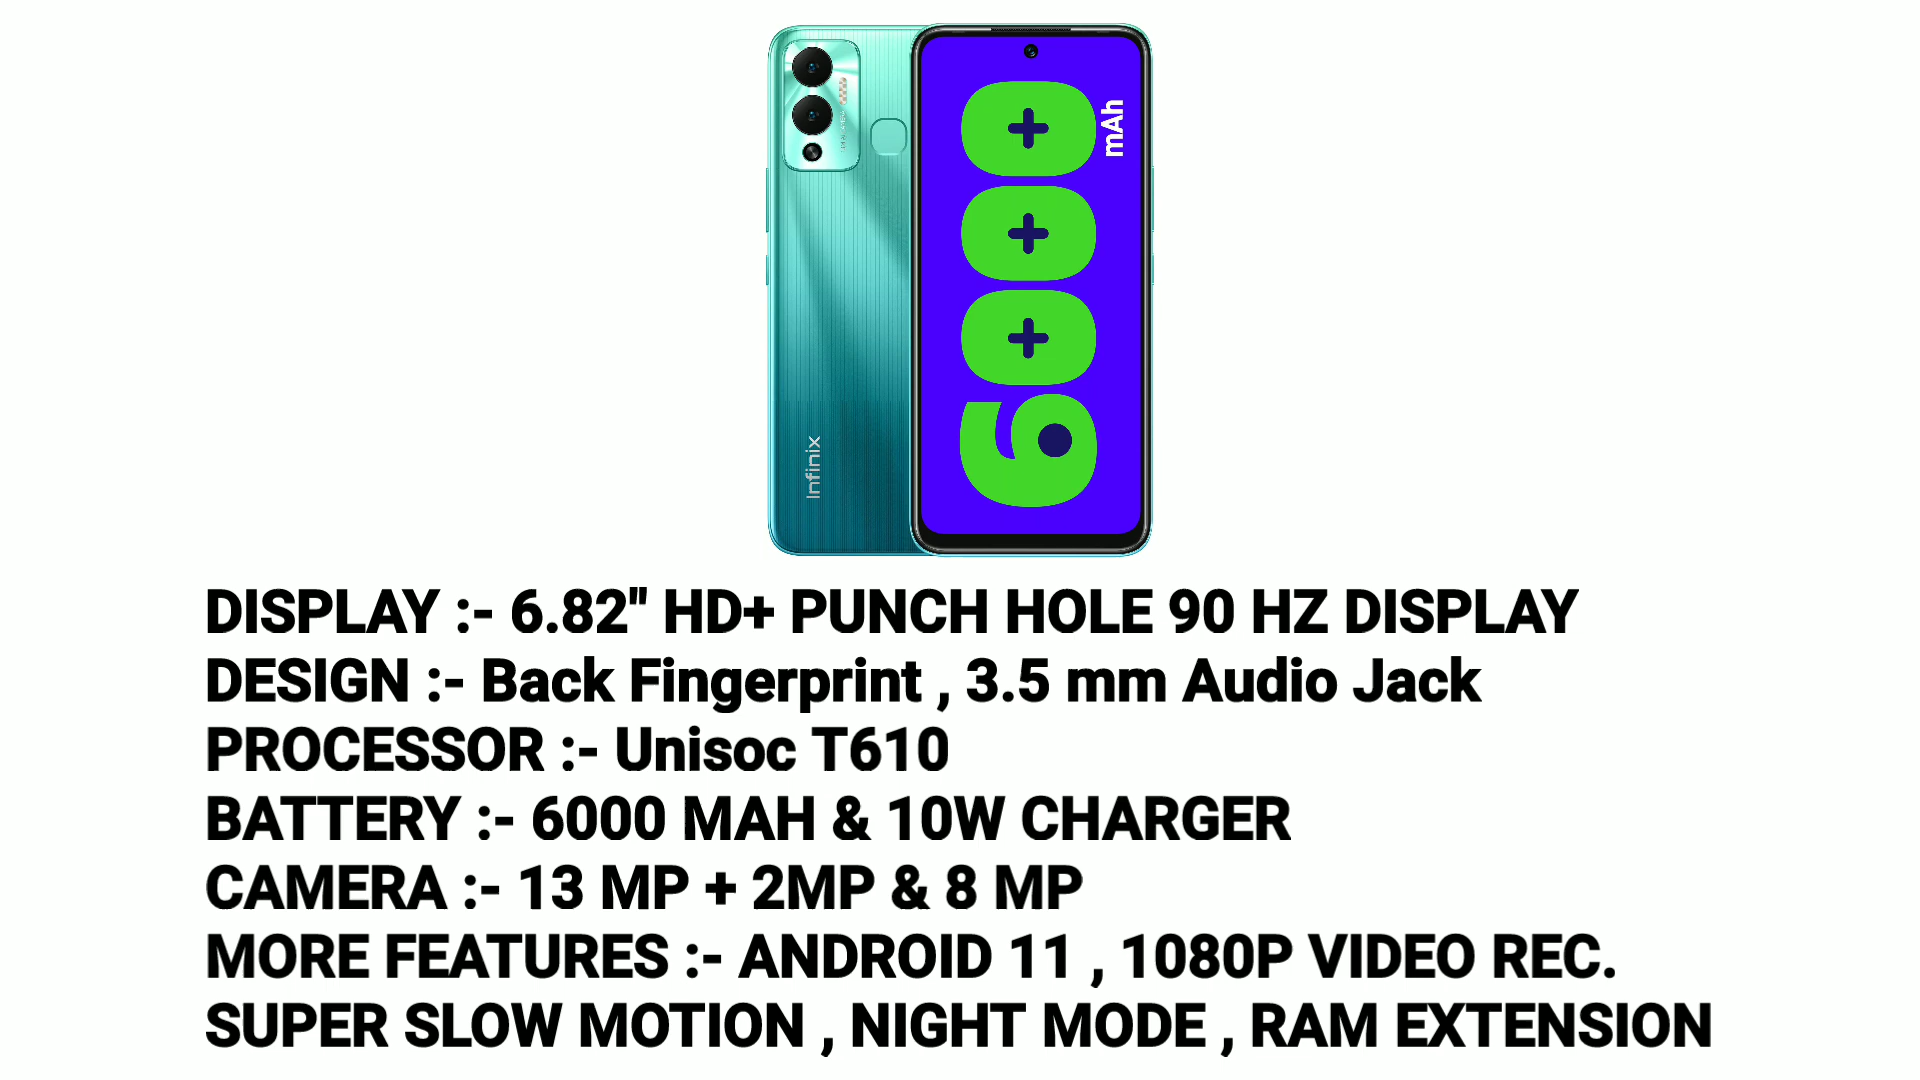 6000
mAh
Infinix
DISPLAY :- 6.82" HD+ PUNCH HOLE 90 HZ DISPLAY
DESIGN :- Back Fingerprint , 3.5 mm Audio Jack
PROCESSOR :- Unisoc T610
BATTERY :- 6000 MAH & 10W CHARGER
CAMERA :- 13 MP + 2MP & 8 MP
MORE FEATURES :- ANDROID 11 , 1080P VIDEO REC.
SUPER SLOW MOTION , NIGHT MODE , RAM EXTENSION